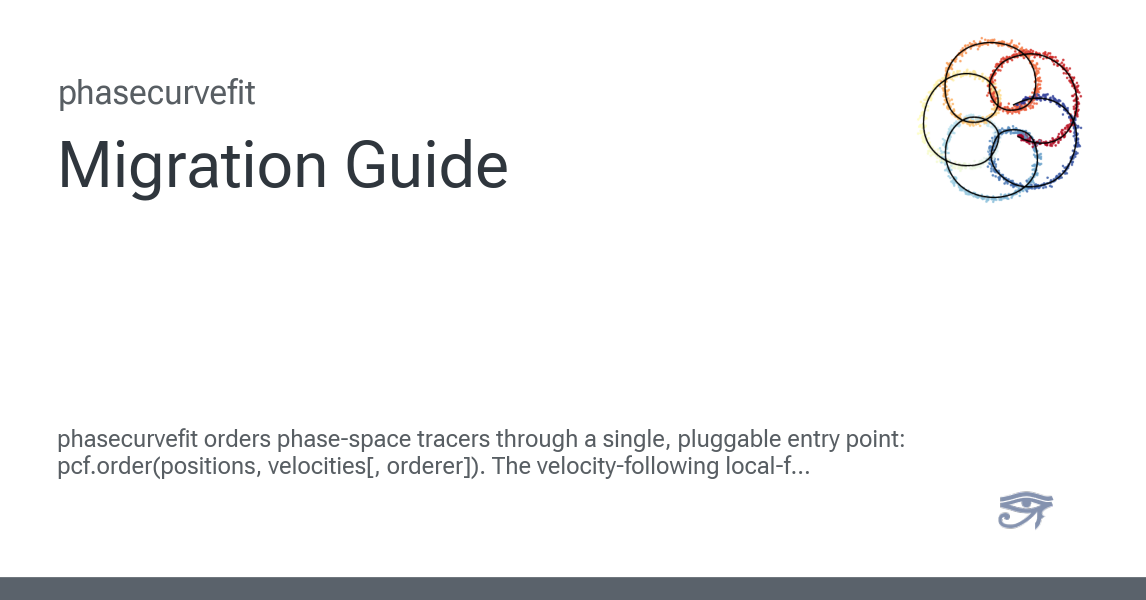 phasecurvefit
Migration Guide
phasecurvefit orders phase-space tracers through a single, pluggable entry point:
pcf.order(positions, velocities[, orderer]). The velocity-following local-f...